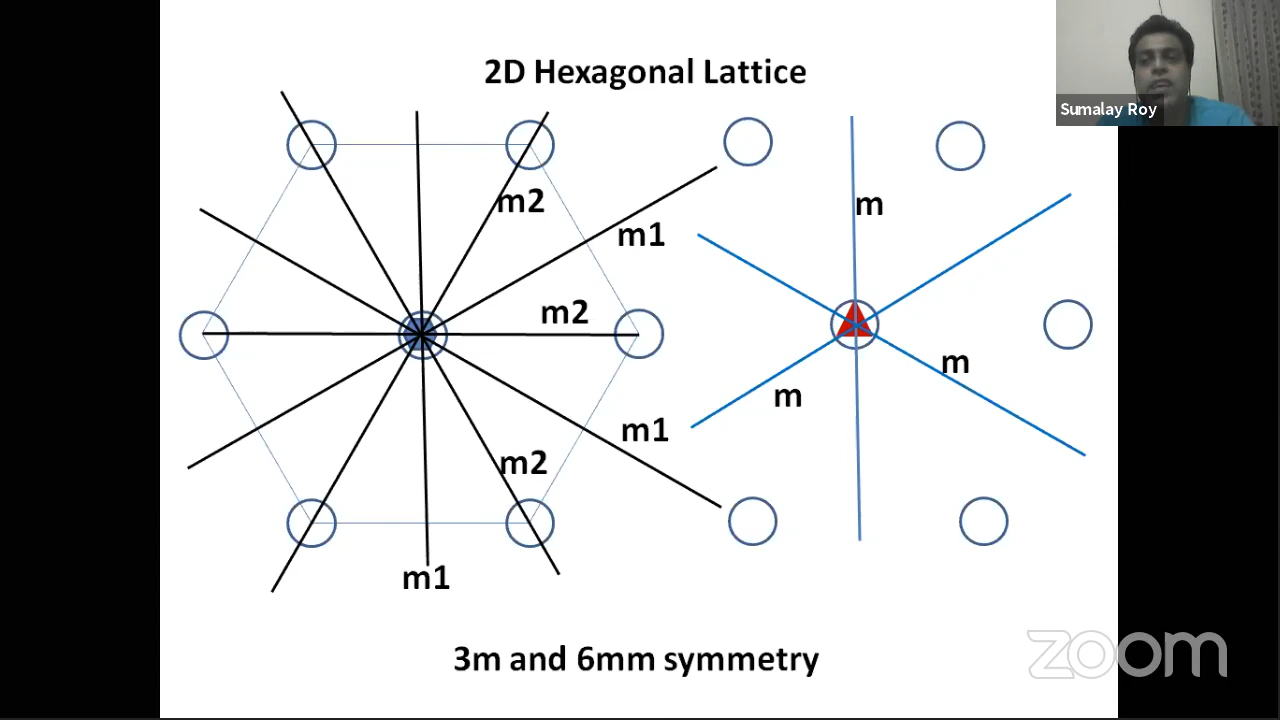 2D Hexagonal Lattice
Sumalay Roy
m2
m
m1
m2
m
m
m1
m2
m1
3m and 6mm symmetry
zoom